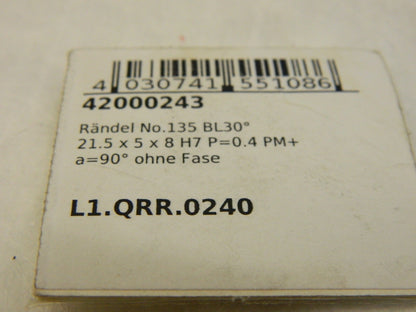 4 030741 551086
42000243
Rändel No.135 BL30°
21.5 x 5 x 8 H7 P=0.4 PM+
a=90° ohne Fase
L1.QRR.0240